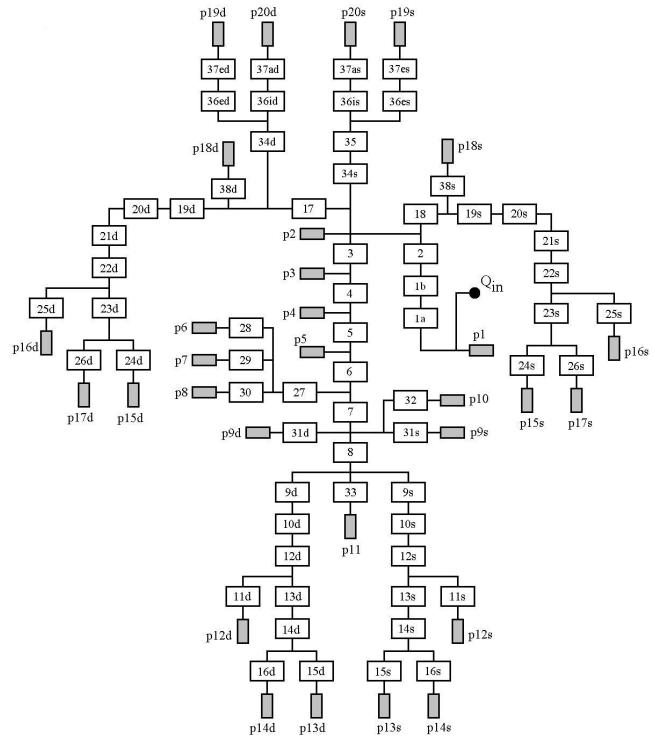 p19d p20d p20s p19s
37ed 37ad 37as 37es
36ed 36id 36is 36es
p18d 34d 35 p18s
38d 34s 38s
20d 19d 17 18 19s 20s
21d p2 21s
22d p3 3 2 22s
25d 23d 4 1b Qin 23s 25s
p4 1a
p16d p6 28 5 p1 p16s
p5
26d 24d p7 29 6 24s 26s
p17d p15d p8 30 27 32 p10 p15s p17s
7
p9d 31d 31s p9s
8
9d 33 9s
10d 10s
p11
12d 12s
11d 13d 13s 11s
p12d 14d 14s p12s
16d 15d 15s 16s
p14d p13d p13s p14s